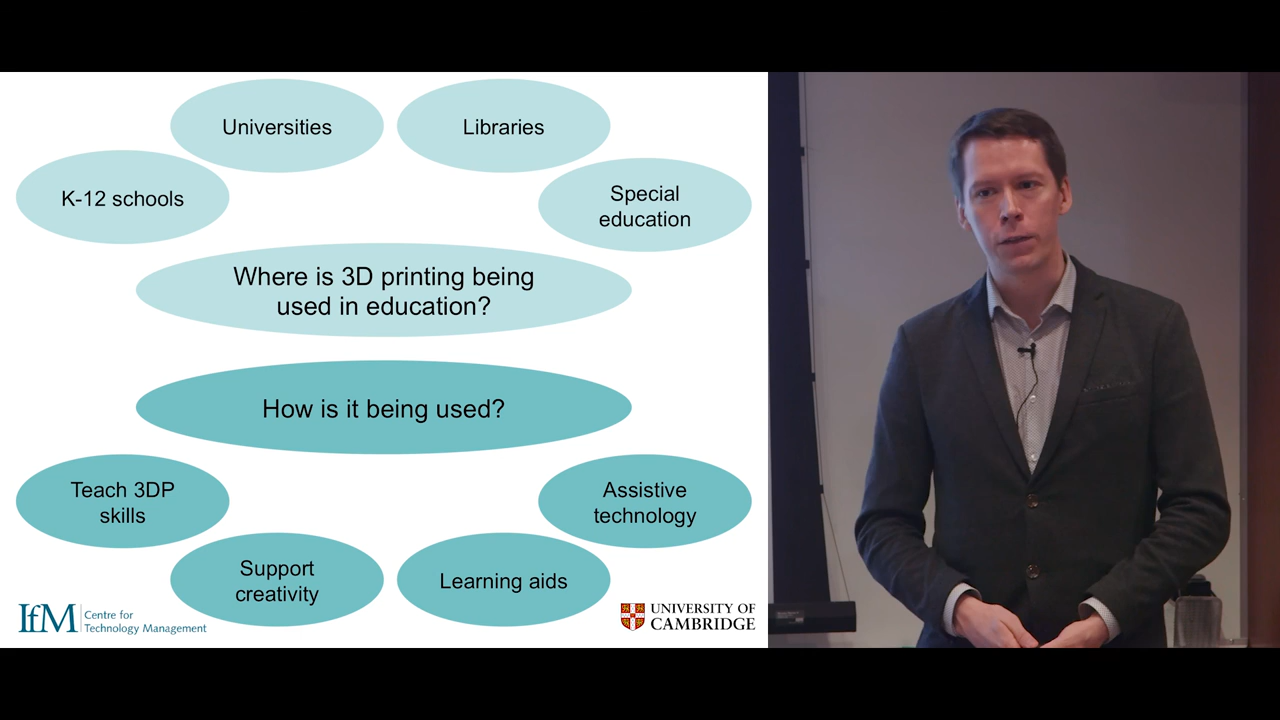 Universities
Libraries
K-12 schools
Special
education
Where is 3D printing being
used in education?
How is it being used?
Teach 3DP
skills
Assistive
technology
Support
creativity
Learning aids
IfM
Centre for
Technology Management
UNIVERSITY OF
CAMBRIDGE